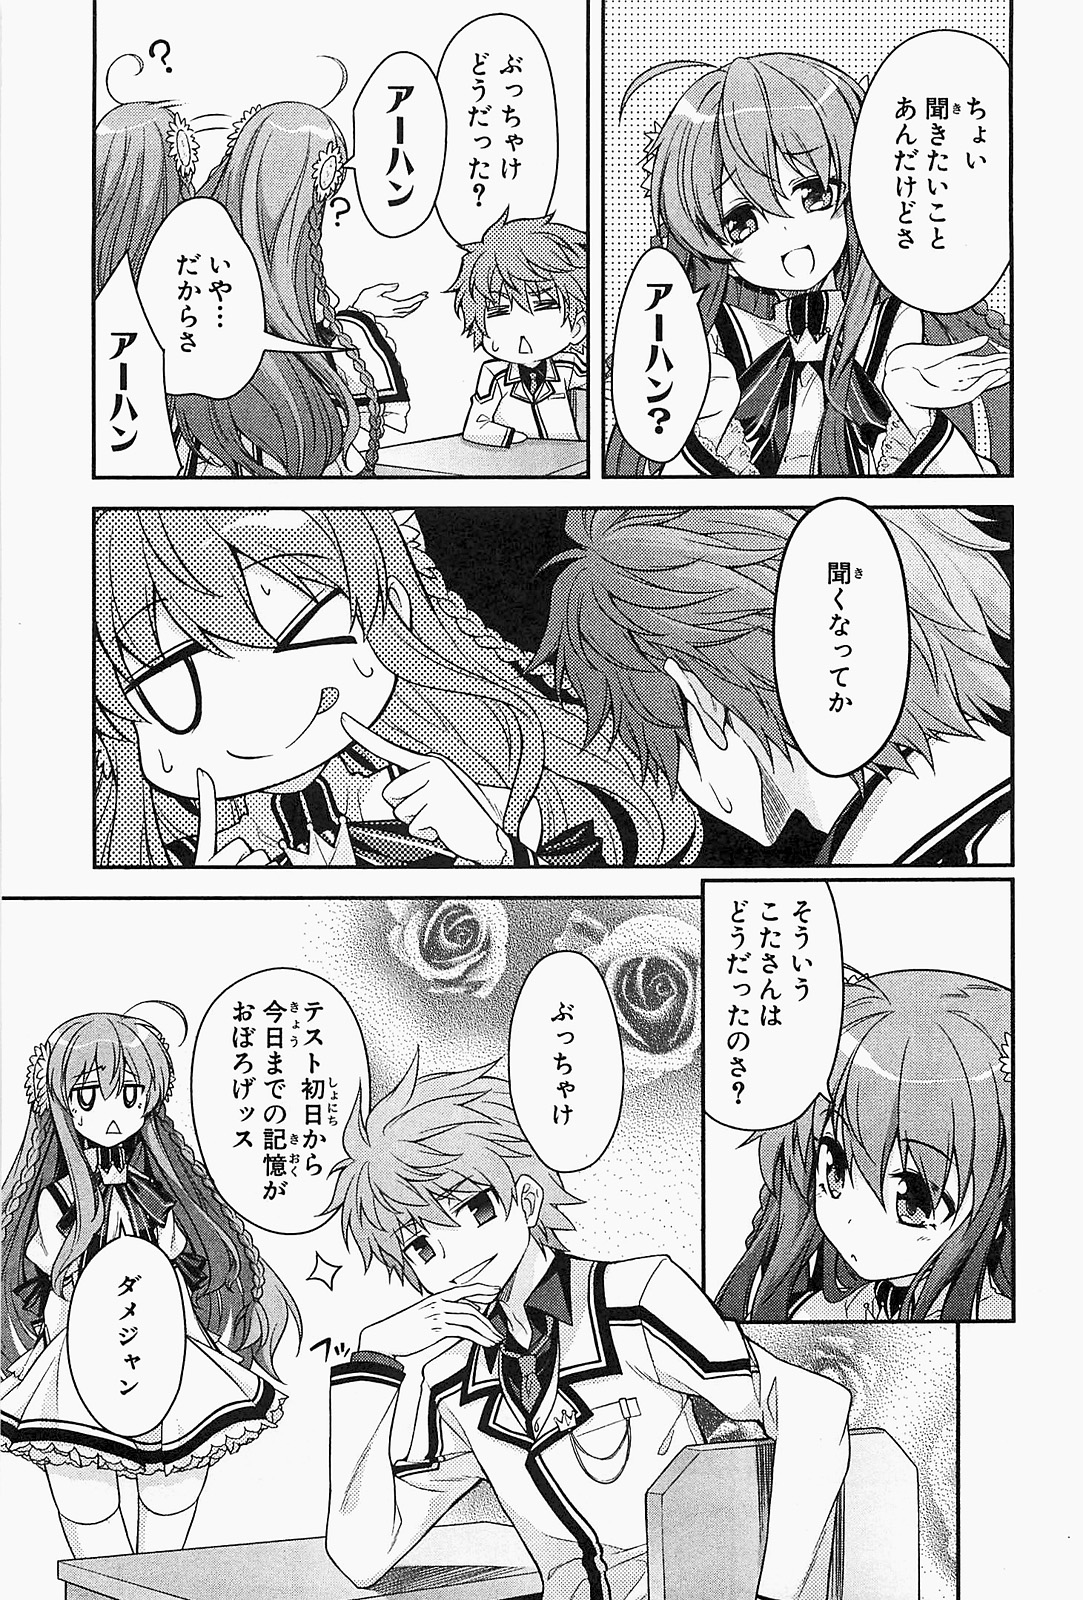 ちょい
聞きたいこと
あんだけどさ
アーハン?
ぶっちゃけ
どうだった?
アーハン
?
?
いや…
だからさ
アーハン
聞くなってか
そういう
こたさんは
どうだったのさ?
ぶっちゃけ
テスト初日から
今日までの記憶が
おぼろげッス
フッ
ダメジャン